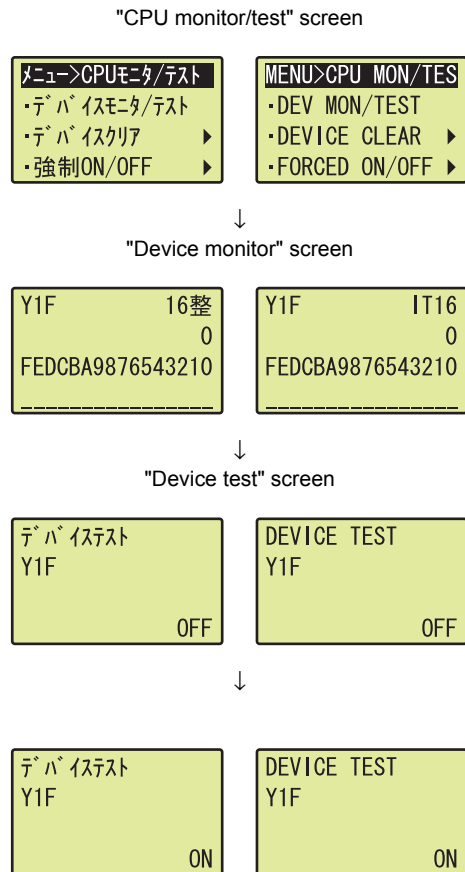 "CPU monitor/test" screen
ﾒﾆｭｰ>CPUﾓﾆﾀ/ﾃｽﾄ
･ﾃﾞﾊﾞｲｽﾓﾆﾀ/ﾃｽﾄ
･ﾃﾞﾊﾞｲｽｸﾘｱ ▶
･強制ON/OFF ▶
MENU>CPU MON/TES
･DEV MON/TEST
･DEVICE CLEAR ▶
･FORCED ON/OFF ▶
↓
"Device monitor" screen
Y1F 16整
0
FEDCBA9876543210
________________
Y1F IT16
0
FEDCBA9876543210
________________
↓
"Device test" screen
ﾃﾞﾊﾞｲｽﾃｽﾄ
Y1F
OFF
DEVICE TEST
Y1F
OFF
↓
ﾃﾞﾊﾞｲｽﾃｽﾄ
Y1F
ON
DEVICE TEST
Y1F
ON